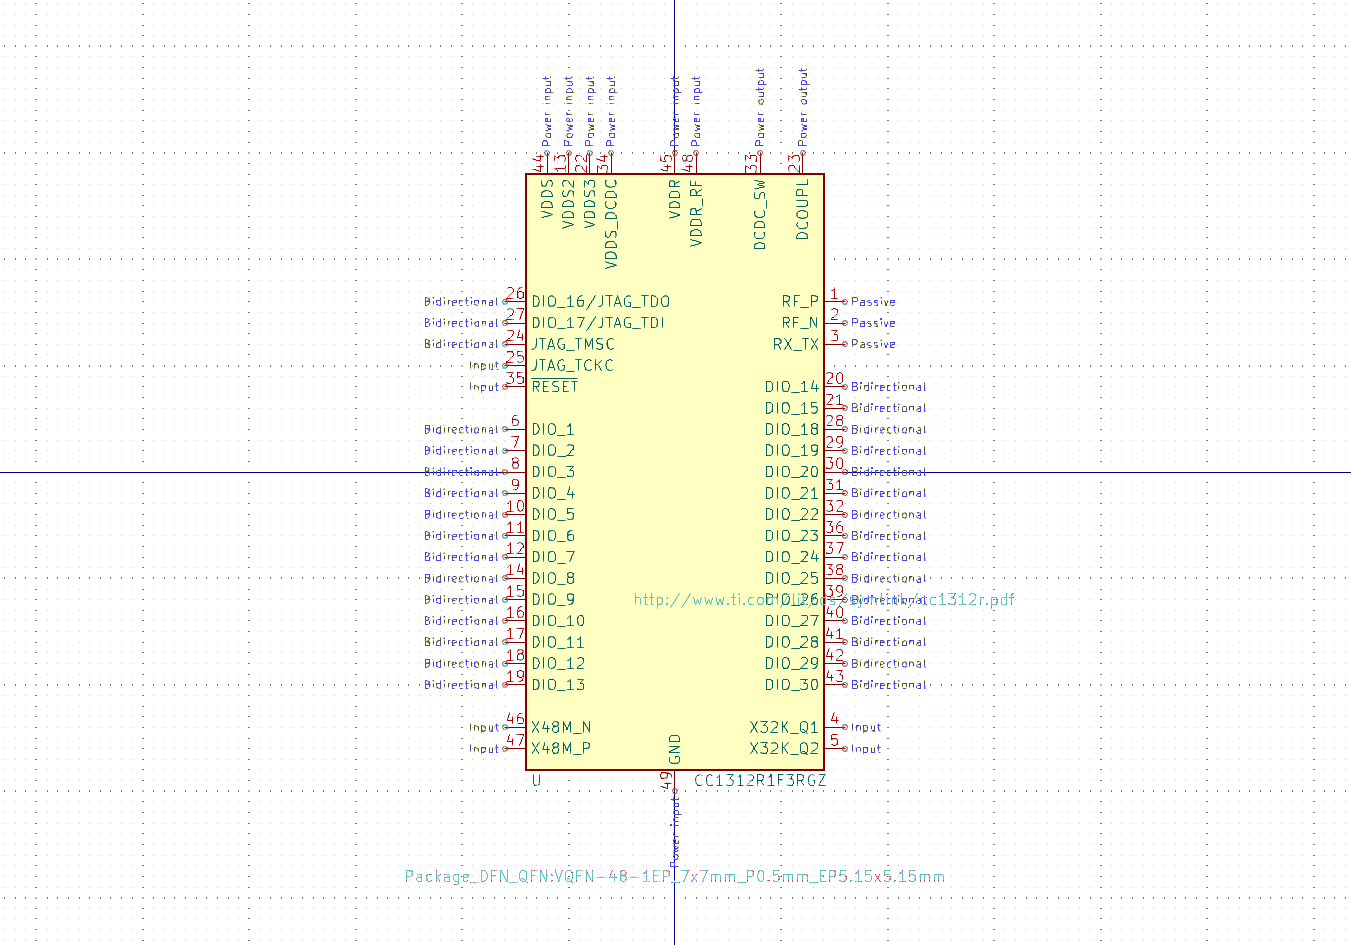 Power input Power input Power input Power input Power input Power input Power output Power output
44 13 22 34 45 48 33 23
VDDS VDDS2 VDDS3 VDDS_DCDC VDDR VDDR_RF DCDC_SW DCOUPL
Bidirectional 26 DIO_16/JTAG_TDO RF_P 1 Passive
Bidirectional 27 DIO_17/JTAG_TDI RF_N 2 Passive
Bidirectional 24 JTAG_TMSC RX_TX 3 Passive
Input 25 JTAG_TCKC
Input 35 RESET DIO_14 20 Bidirectional
DIO_15 21 Bidirectional
Bidirectional 6 DIO_1 DIO_18 28 Bidirectional
Bidirectional 7 DIO_2 DIO_19 29 Bidirectional
Bidirectional 8 DIO_3 DIO_20 30 Bidirectional
Bidirectional 9 DIO_4 DIO_21 31 Bidirectional
Bidirectional 10 DIO_5 DIO_22 32 Bidirectional
Bidirectional 11 DIO_6 DIO_23 36 Bidirectional
Bidirectional 12 DIO_7 DIO_24 37 Bidirectional
Bidirectional 14 DIO_8 DIO_25 38 Bidirectional
Bidirectional 15 DIO_9 DIO_26 39 Bidirectional
http://www.ti.com/lit/ds/symlink/cc1312r.pdf
Bidirectional 16 DIO_10 DIO_27 40 Bidirectional
Bidirectional 17 DIO_11 DIO_28 41 Bidirectional
Bidirectional 18 DIO_12 DIO_29 42 Bidirectional
Bidirectional 19 DIO_13 DIO_30 43 Bidirectional
Input 46 X48M_N X32K_Q1 4 Input
Input 47 X48M_P X32K_Q2 5 Input
GND
U 49 CC1312R1F3RGZ
Power input
Package_DFN_QFN:VQFN-48-1EP_7x7mm_P0.5mm_EP5.15x5.15mm